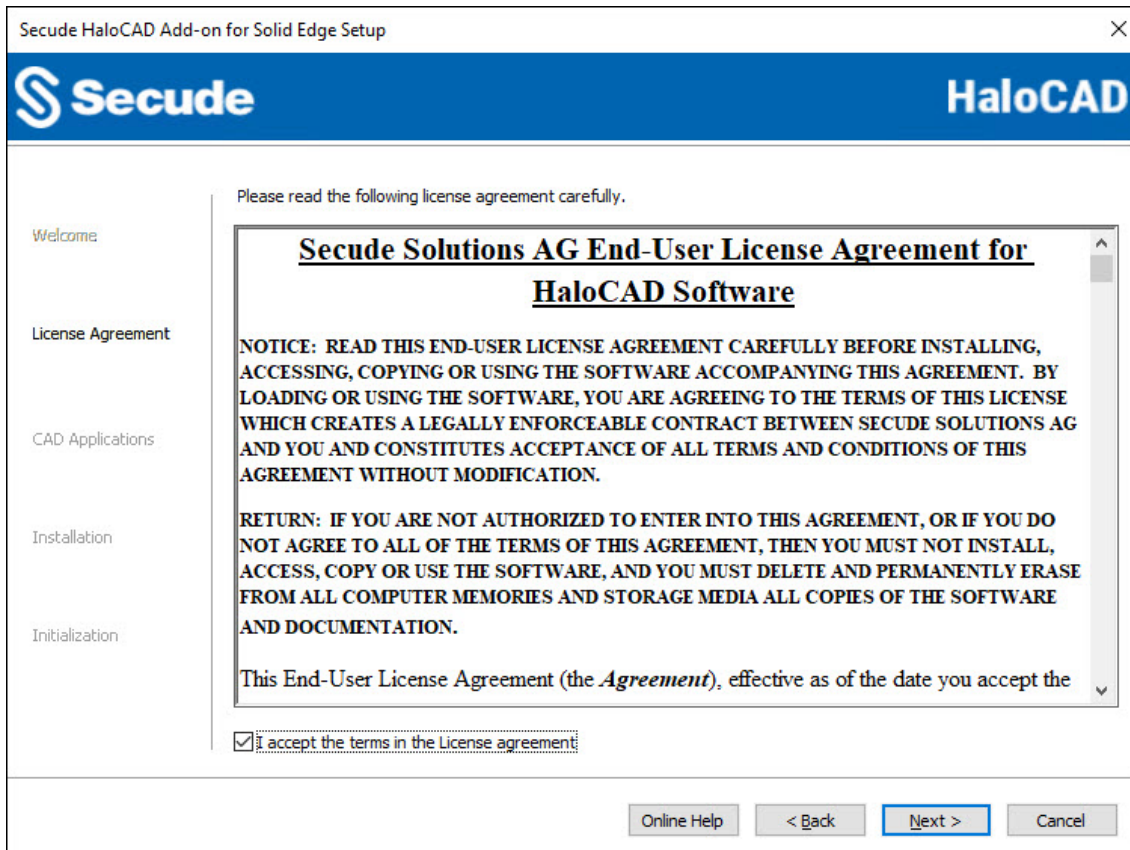 Secude HaloCAD Add-on for Solid Edge Setup
Secude HaloCAD
Please read the following license agreement carefully.
Welcome
License Agreement
CAD Applications
Installation
Initialization
Secude Solutions AG End-User License Agreement for
HaloCAD Software
NOTICE:  READ THIS END-USER LICENSE AGREEMENT CAREFULLY BEFORE INSTALLING,
ACCESSING, COPYING OR USING THE SOFTWARE ACCOMPANYING THIS AGREEMENT.  BY
LOADING OR USING THE SOFTWARE, YOU ARE AGREEING TO THE TERMS OF THIS LICENSE
WHICH CREATES A LEGALLY ENFORCEABLE CONTRACT BETWEEN SECUDE SOLUTIONS AG
AND YOU AND CONSTITUTES ACCEPTANCE OF ALL TERMS AND CONDITIONS OF THIS
AGREEMENT WITHOUT MODIFICATION.
RETURN:  IF YOU ARE NOT AUTHORIZED TO ENTER INTO THIS AGREEMENT, OR IF YOU DO
NOT AGREE TO ALL OF THE TERMS OF THIS AGREEMENT, THEN YOU MUST NOT INSTALL,
ACCESS, COPY OR USE THE SOFTWARE, AND YOU MUST DELETE AND PERMANENTLY ERASE
FROM ALL COMPUTER MEMORIES AND STORAGE MEDIA ALL COPIES OF THE SOFTWARE
AND DOCUMENTATION.
This End-User License Agreement (the Agreement), effective as of the date you accept the
I accept the terms in the License agreement
Online Help < Back Next > Cancel